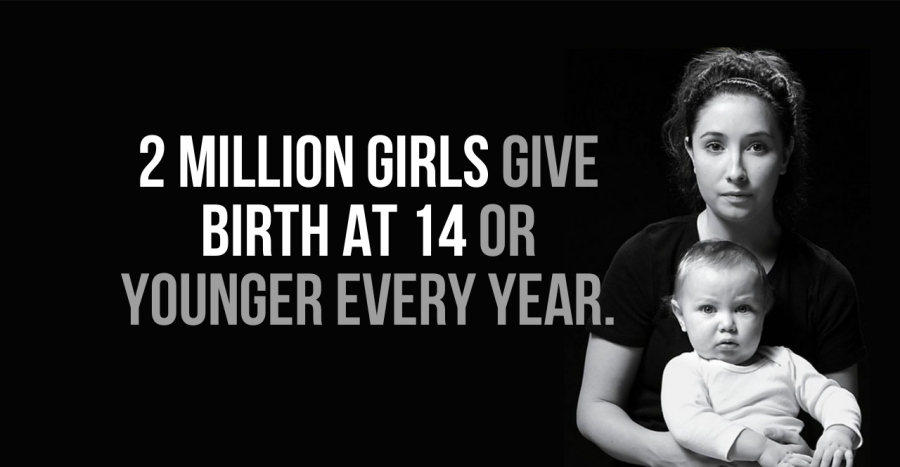 2 MILLION GIRLS GIVE
BIRTH AT 14 OR
YOUNGER EVERY YEAR.